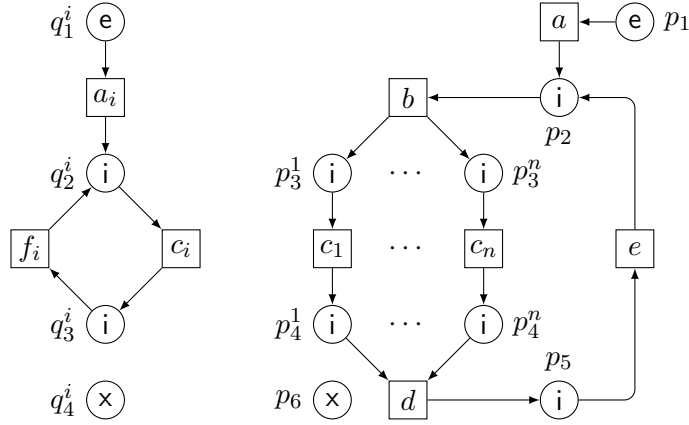 q_1^i e a e p_1
a_i b i p_2
q_2^i i p_3^1 i ··· i p_3^n
f_i c_i c_1 ··· c_n e
q_3^i i p_4^1 i ··· i p_4^n
p_5
q_4^i x p_6 x d i